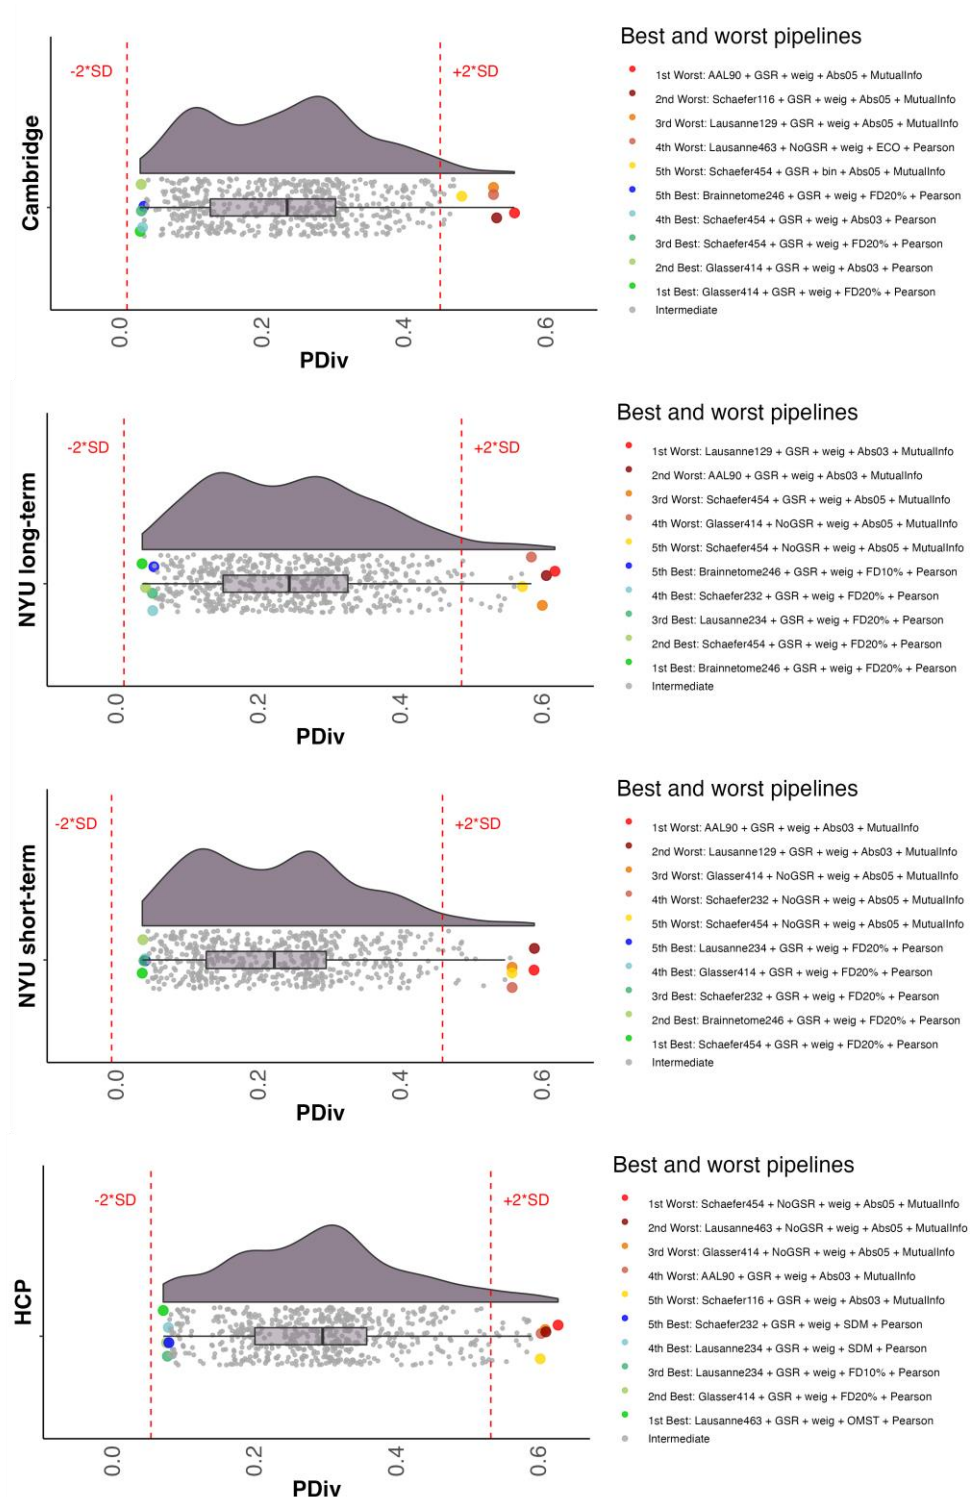 Best and worst pipelines
-2*SD
+2*SD
1st Worst: AAL90 + GSR + weig + Abs05 + MutualInfo
2nd Worst: Schaefer116 + GSR + weig + Abs05 + MutualInfo
3rd Worst: Lausanne129 + GSR + weig + Abs05 + MutualInfo
4th Worst: Lausanne463 + NoGSR + weig + ECO + Pearson
5th Worst: Schaefer454 + GSR + bin + Abs05 + MutualInfo
5th Best: Brainnetome246 + GSR + weig + FD20% + Pearson
4th Best: Schaefer454 + GSR + weig + Abs03 + Pearson
3rd Best: Schaefer454 + GSR + weig + FD20% + Pearson
2nd Best: Glasser414 + GSR + weig + Abs03 + Pearson
1st Best: Glasser414 + GSR + weig + FD20% + Pearson
Intermediate
Cambridge
0.0 0.2 0.4 0.6
PDiv
Best and worst pipelines
-2*SD
+2*SD
1st Worst: Lausanne129 + GSR + weig + Abs03 + MutualInfo
2nd Worst: AAL90 + GSR + weig + Abs03 + MutualInfo
3rd Worst: Schaefer454 + GSR + weig + Abs05 + MutualInfo
4th Worst: Glasser414 + NoGSR + weig + Abs05 + MutualInfo
5th Worst: Schaefer454 + NoGSR + weig + Abs05 + MutualInfo
5th Best: Brainnetome246 + GSR + weig + FD10% + Pearson
4th Best: Schaefer232 + GSR + weig + FD20% + Pearson
3rd Best: Lausanne234 + GSR + weig + FD20% + Pearson
2nd Best: Schaefer454 + GSR + weig + FD20% + Pearson
1st Best: Brainnetome246 + GSR + weig + FD20% + Pearson
Intermediate
NYU long-term
0.0 0.2 0.4 0.6
PDiv
Best and worst pipelines
-2*SD
+2*SD
1st Worst: AAL90 + GSR + weig + Abs03 + MutualInfo
2nd Worst: Lausanne129 + GSR + weig + Abs03 + MutualInfo
3rd Worst: Glasser414 + NoGSR + weig + Abs05 + MutualInfo
4th Worst: Schaefer232 + NoGSR + weig + Abs05 + MutualInfo
5th Worst: Schaefer454 + NoGSR + weig + Abs05 + MutualInfo
5th Best: Lausanne234 + GSR + weig + FD20% + Pearson
4th Best: Glasser414 + GSR + weig + FD20% + Pearson
3rd Best: Schaefer232 + GSR + weig + FD20% + Pearson
2nd Best: Brainnetome246 + GSR + weig + FD20% + Pearson
1st Best: Schaefer454 + GSR + weig + FD20% + Pearson
Intermediate
NYU short-term
0.0 0.2 0.4 0.6
PDiv
Best and worst pipelines
-2*SD
+2*SD
1st Worst: Schaefer454 + NoGSR + weig + Abs05 + MutualInfo
2nd Worst: Lausanne463 + NoGSR + weig + Abs05 + MutualInfo
3rd Worst: Glasser414 + NoGSR + weig + Abs05 + MutualInfo
4th Worst: AAL90 + GSR + weig + Abs03 + MutualInfo
5th Worst: Schaefer116 + GSR + weig + Abs03 + MutualInfo
5th Best: Schaefer232 + GSR + weig + SDM + Pearson
4th Best: Lausanne234 + GSR + weig + SDM + Pearson
3rd Best: Lausanne234 + GSR + weig + FD10% + Pearson
2nd Best: Glasser414 + GSR + weig + FD20% + Pearson
1st Best: Lausanne463 + GSR + weig + OMST + Pearson
Intermediate
HCP
0.0 0.2 0.4 0.6
PDiv